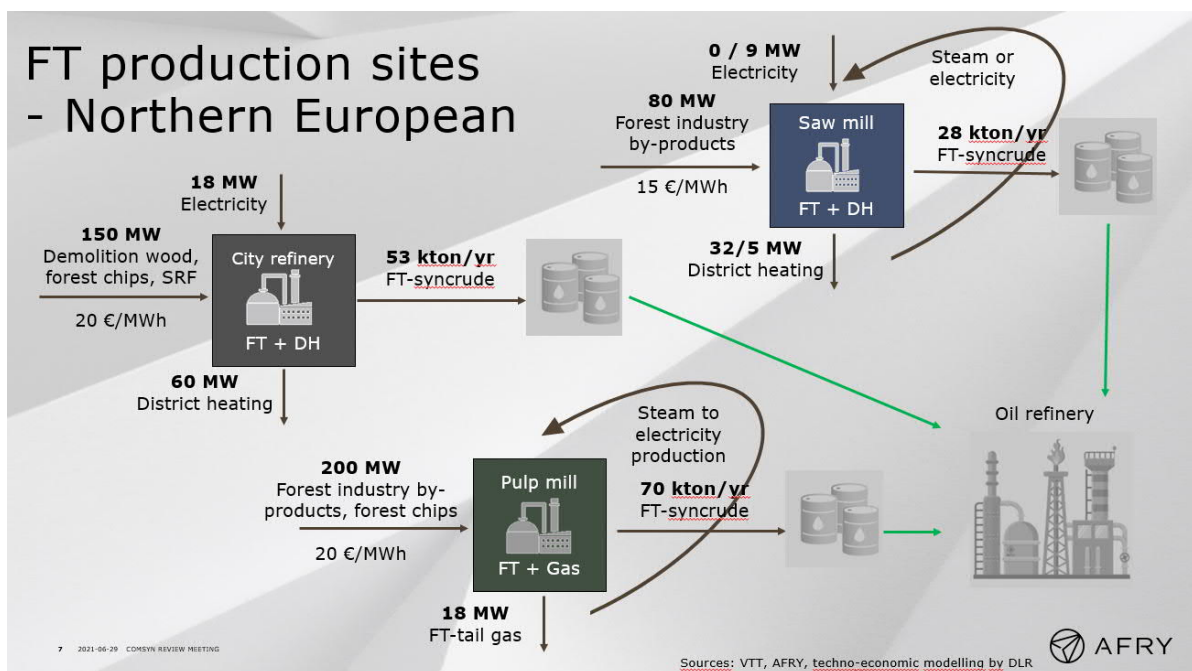 FT production sites
- Northern European
18 MW
Electricity
150 MW
Demolition wood,
forest chips, SRF
20 €/MWh
City refinery
FT + DH
53 kton/yr
FT-syncrude
60 MW
District heating
0 / 9 MW
Electricity
80 MW
Forest industry
by-products
15 €/MWh
Saw mill
FT + DH
Steam or
electricity
28 kton/yr
FT-syncrude
32/5 MW
District heating
200 MW
Forest industry by-
products, forest chips
20 €/MWh
Pulp mill
FT + Gas
Steam to
electricity
production
70 kton/yr
FT-syncrude
18 MW
FT-tail gas
Oil refinery
7 2021-06-29 COMSYN REVIEW MEETING
Sources: VTT, AFRY, techno-economic modelling by DLR
AFRY